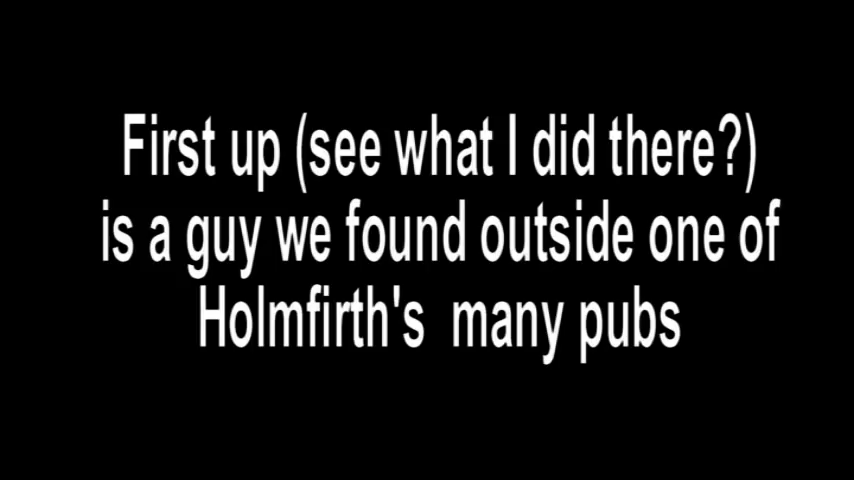 First up (see what I did there?)
is a guy we found outside one of
Holmfirth's  many pubs